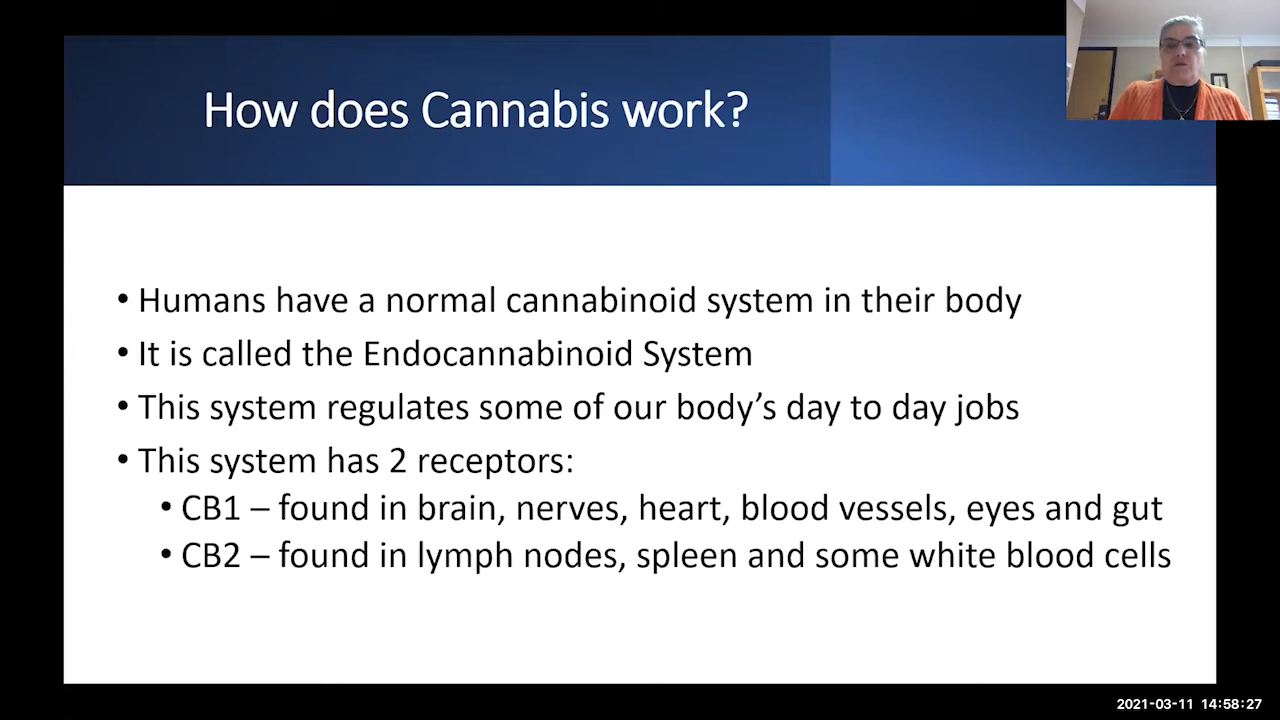 How does Cannabis work?
• Humans have a normal cannabinoid system in their body
• It is called the Endocannabinoid System
• This system regulates some of our body’s day to day jobs
• This system has 2 receptors:
• CB1 – found in brain, nerves, heart, blood vessels, eyes and gut
• CB2 – found in lymph nodes, spleen and some white blood cells
2021-03-11 14:58:27